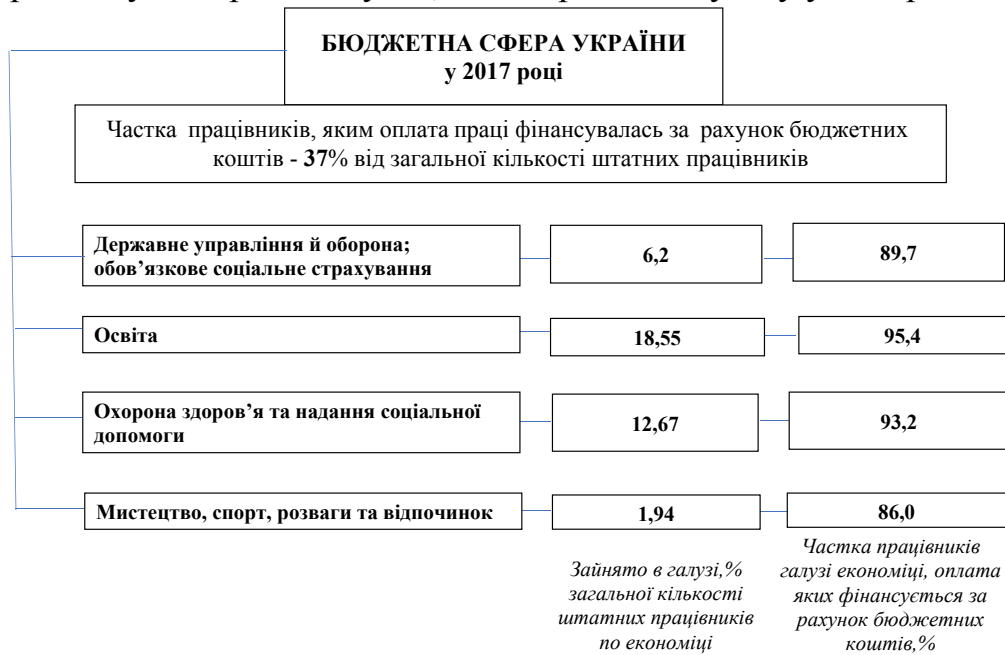 БЮДЖЕТНА СФЕРА УКРАЇНИ
у 2017 році
Частка працівників, яким оплата праці фінансувалась за рахунок бюджетних
коштів - 37% від загальної кількості штатних працівників
Державне управління й оборона;
обов’язкове соціальне страхування
6,2
89,7
Освіта
18,55
95,4
Охорона здоров’я та надання соціальної
допомоги
12,67
93,2
Мистецтво, спорт, розваги та відпочинок
1,94
86,0
Зайнято в галузі,%
загальної кількості
штатних працівників
по економіці
Частка працівників
галузі економіці, оплата
яких фінансується за
рахунок бюджетних
коштів,%